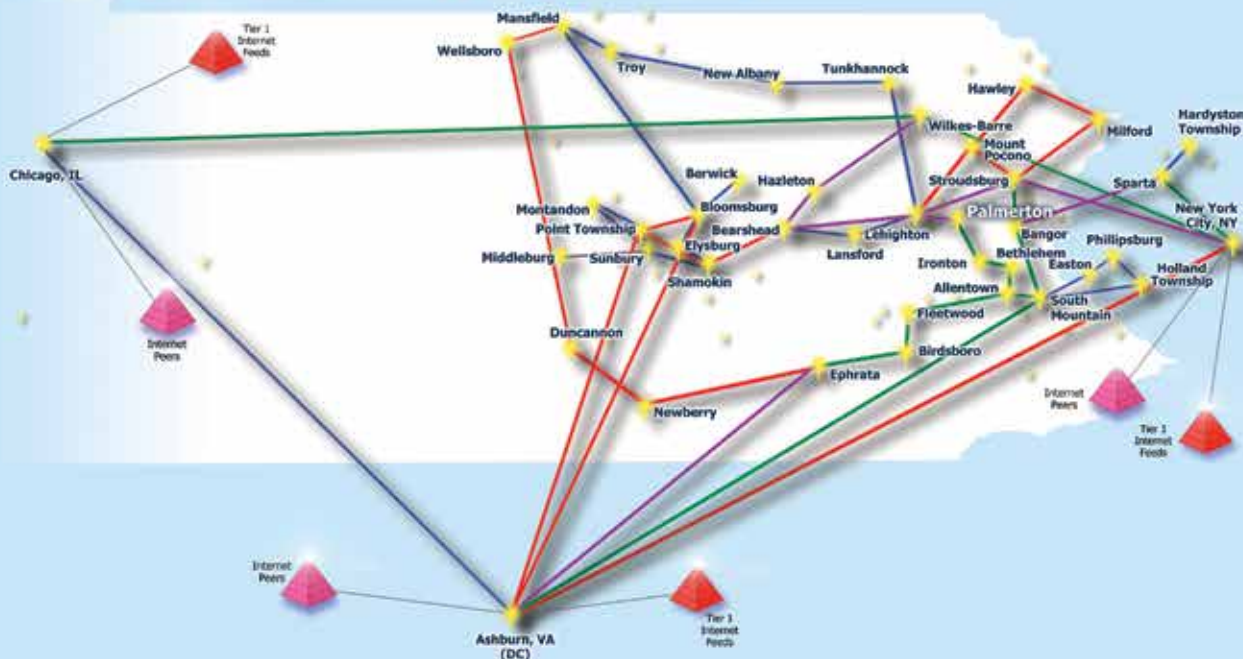 Tier 1
Internet
Feeds
Mansfield
Wellsboro
Troy
New Albany
Tunkhannock
Hawley
Milford
Hardyston
Township
Wilkes-Barre
Mount
Pocono
Chicago, IL
Berwick
Hazleton
Stroudsburg
Sparta
Montandon
Bloomsburg
Palmerton
New York
City, NY
Point Township
Bearshead
Lehighton
Bangor
Phillipsburg
Middleburg
Sunbury
Elysburg
Lansford
Ironton
Bethlehem
Easton
Holland
Township
Shamokin
Allentown
South
Mountain
Internet
Peers
Duncannon
Fleetwood
Birdsboro
Ephrata
Newberry
Internet
Peers
Tier 1
Internet
Feeds
Internet
Peers
Tier 1
Internet
Feeds
Ashburn, VA
(DC)